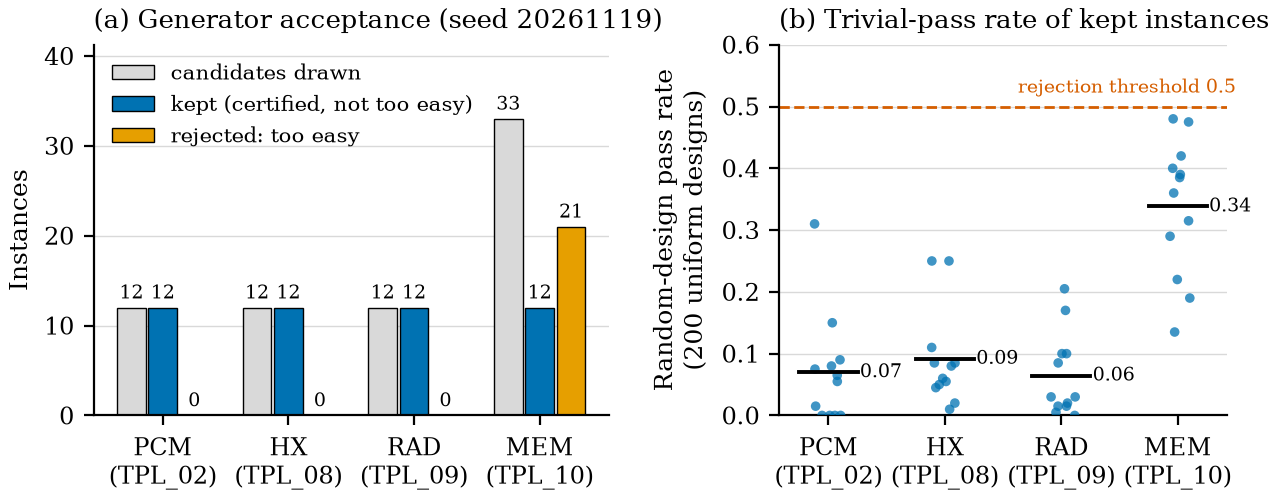 (a) Generator acceptance (seed 20261119)
candidates drawn
kept (certified, not too easy)
rejected: too easy
Instances
40
30
20
10
0
12 12 0
12 12 0
12 12 0
33 12 21
PCM HX RAD MEM
(TPL_02) (TPL_08) (TPL_09) (TPL_10)
(b) Trivial-pass rate of kept instances
Random-design pass rate
(200 uniform designs)
0.6
0.5
0.4
0.3
0.2
0.1
0.0
rejection threshold 0.5
0.07
0.09
0.06
0.34
PCM HX RAD MEM
(TPL_02) (TPL_08) (TPL_09) (TPL_10)